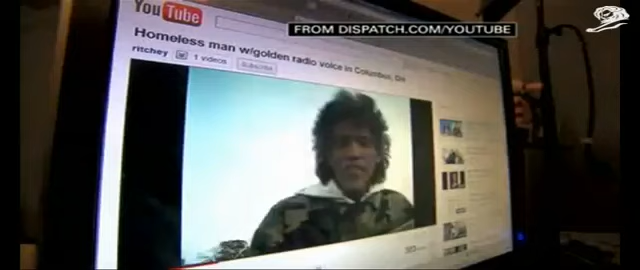 YouTube
FROM DISPATCH.COM/YOUTUBE
Homeless man w/golden radio voice in Columbus, OH
ritchey
1 videos
Subscribe